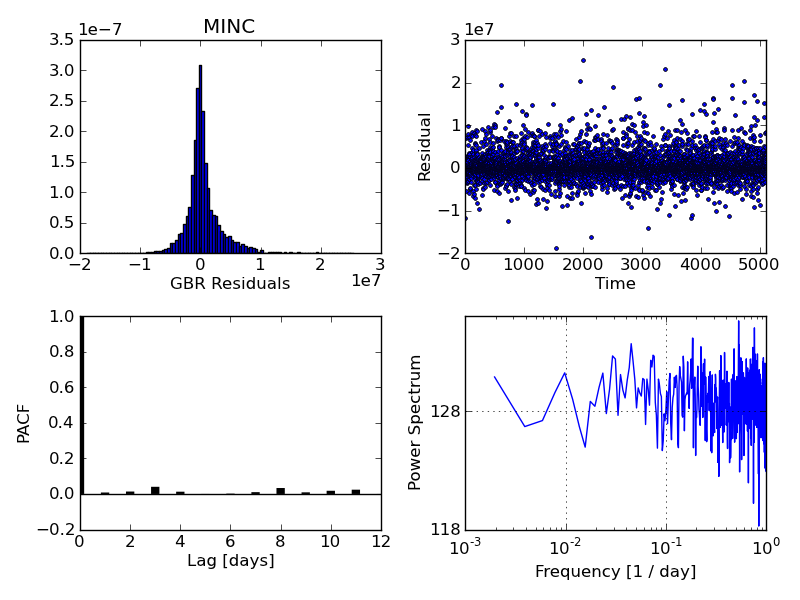 MINC
1e−7
3.5
3.0
2.5
2.0
1.5
1.0
0.5
0.0
−2 −1 0 1 2 3
1e7
GBR Residuals
1e7
3
2
1
0
−1
−2
Residual
0 1000 2000 3000 4000 5000
Time
1.0
0.8
0.6
0.4
0.2
0.0
−0.2
PACF
0 2 4 6 8 10 12
Lag [days]
128
118
Power Spectrum
10⁻³ 10⁻² 10⁻¹ 10⁰
Frequency [1 / day]